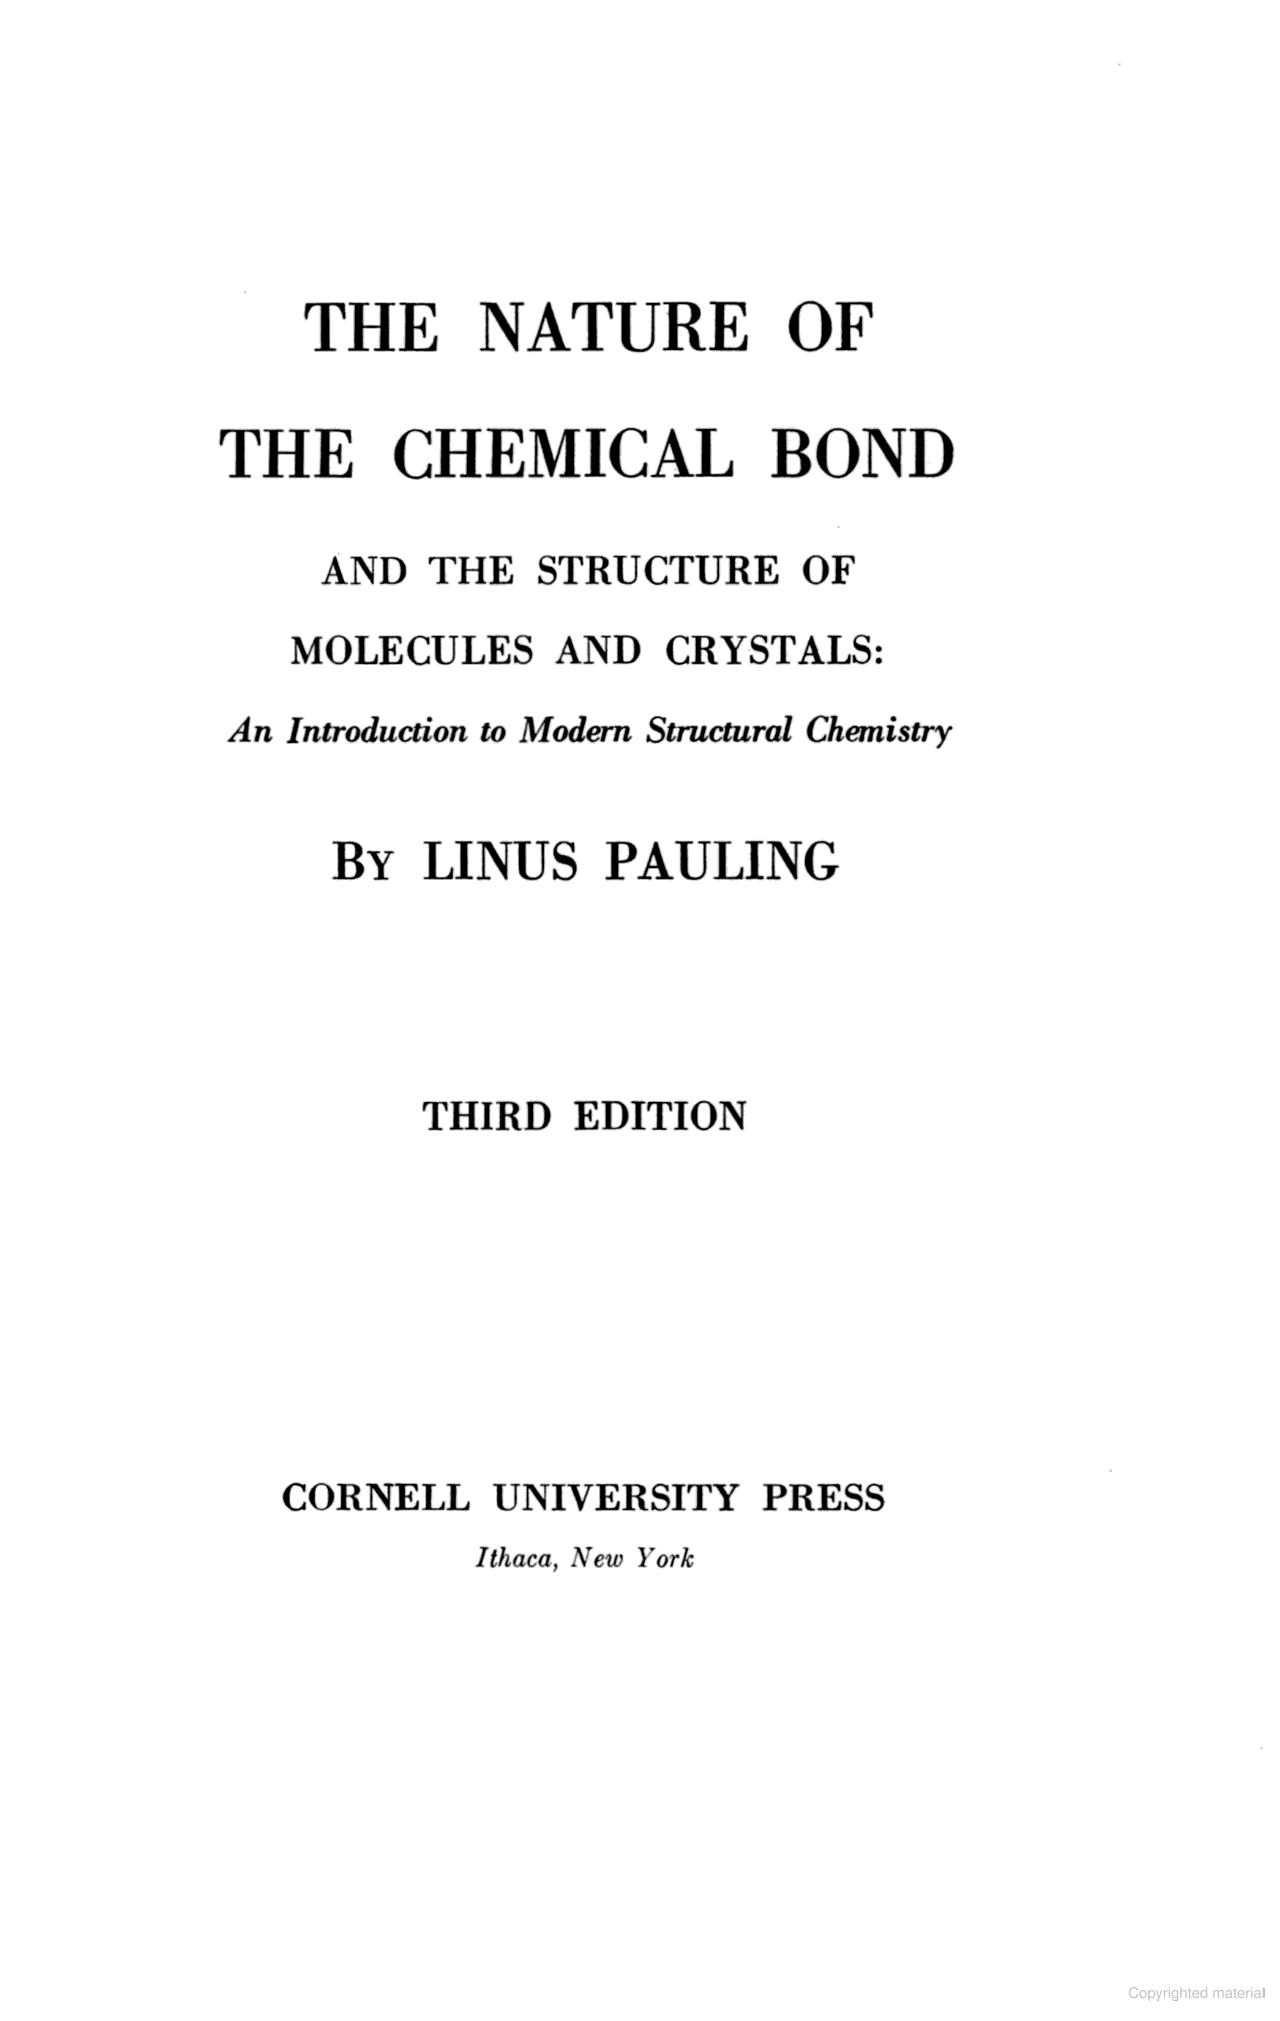 THE NATURE OF
THE CHEMICAL BOND
AND THE STRUCTURE OF
MOLECULES AND CRYSTALS:
An Introduction to Modern Structural Chemistry
BY LINUS PAULING
THIRD EDITION
CORNELL UNIVERSITY PRESS
Ithaca, New York
Copyrighted material